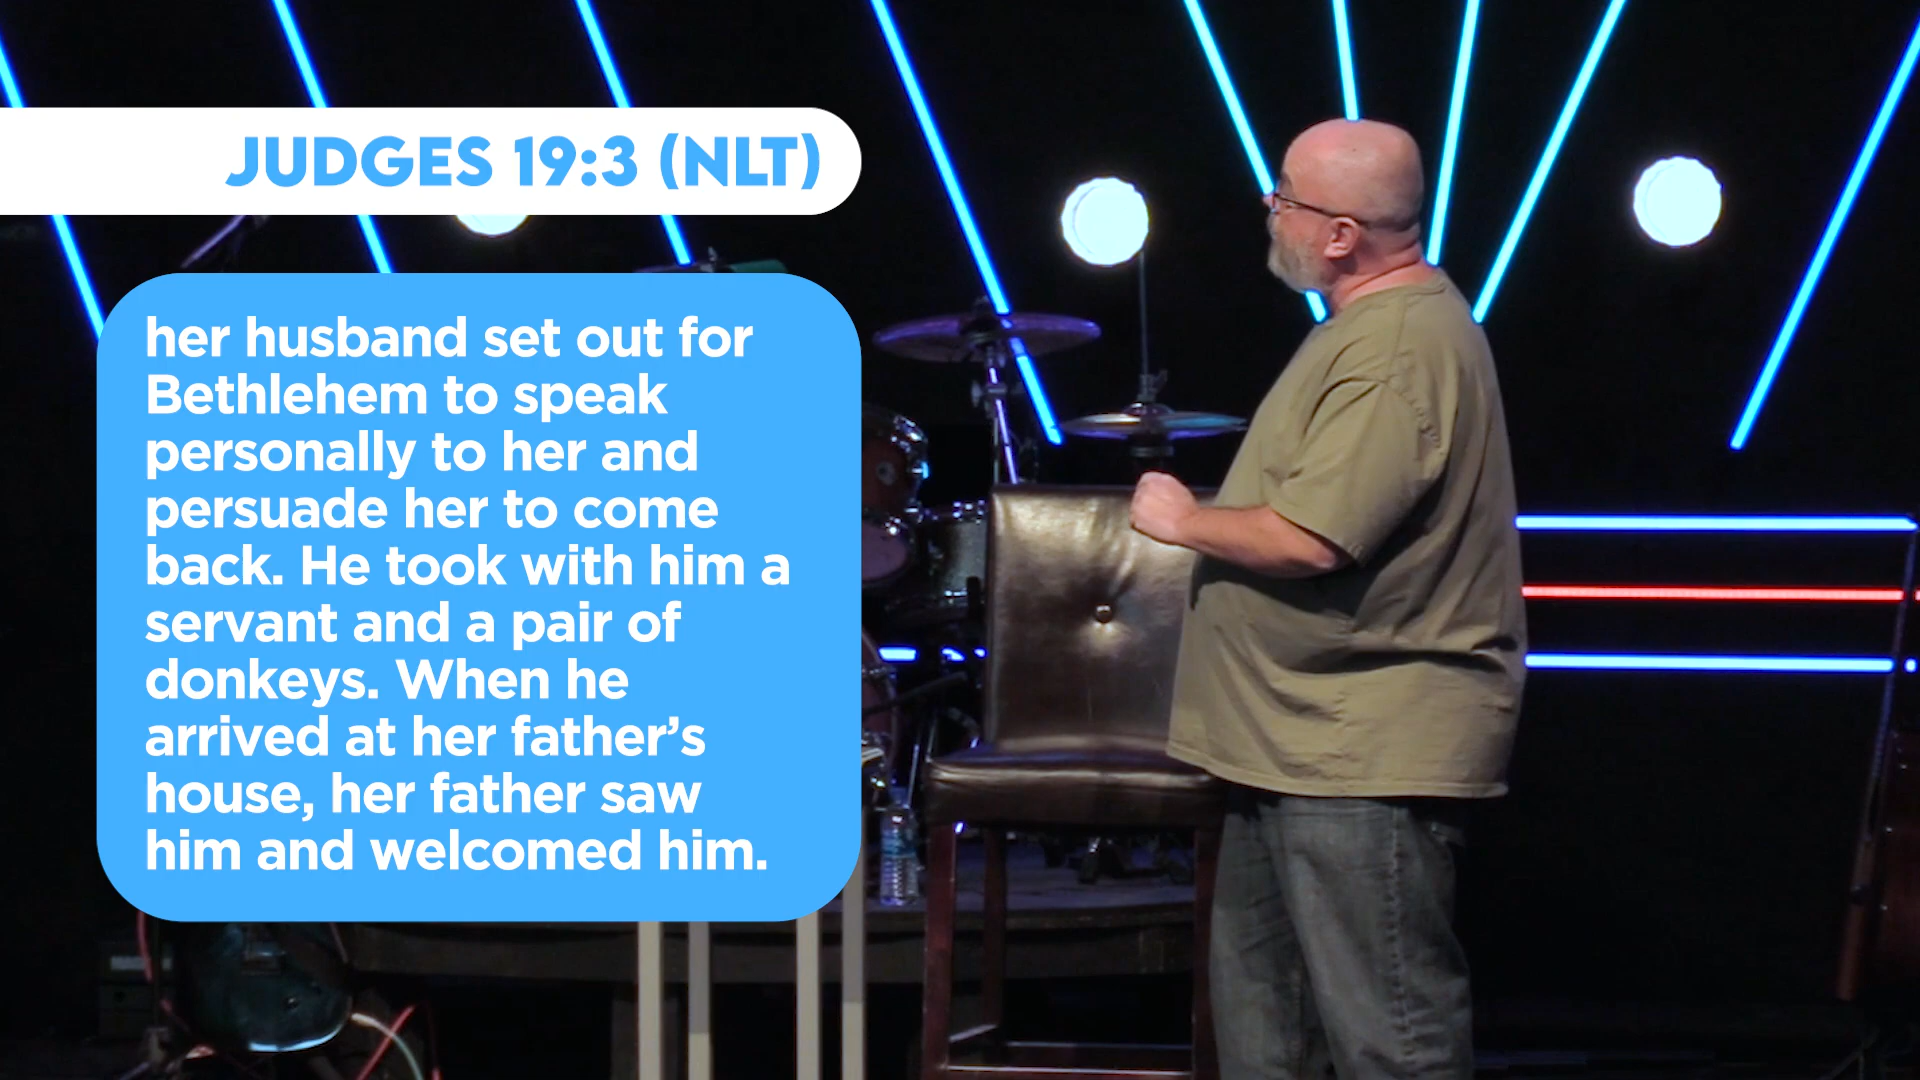 JUDGES 19:3 (NLT)
her husband set out for
Bethlehem to speak
personally to her and
persuade her to come
back. He took with him a
servant and a pair of
donkeys. When he
arrived at her father’s
house, her father saw
him and welcomed him.